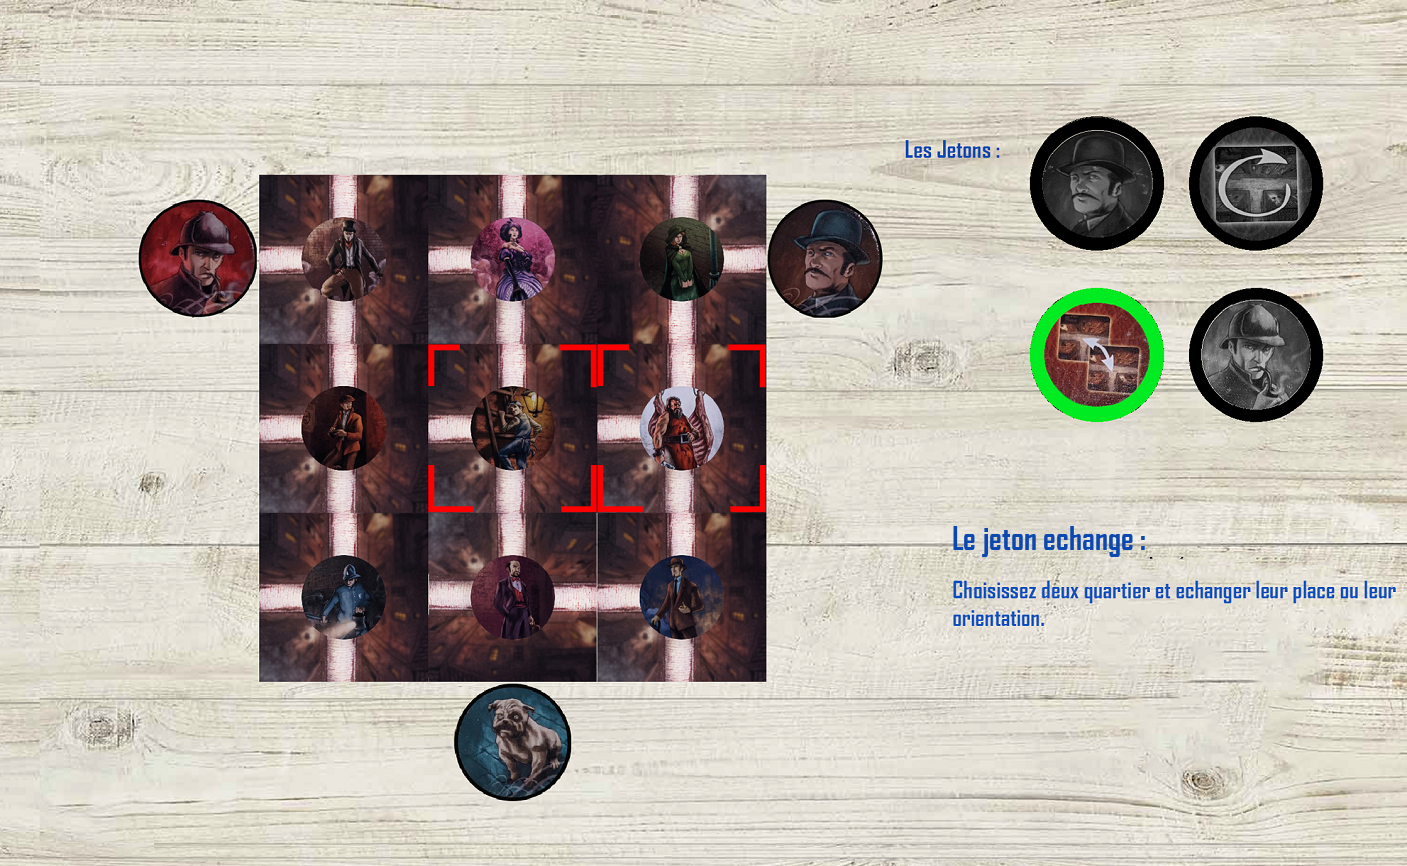 Les Jetons :
Le jeton echange :
Choisissez deux quartier et echanger leur place ou leur
orientation.